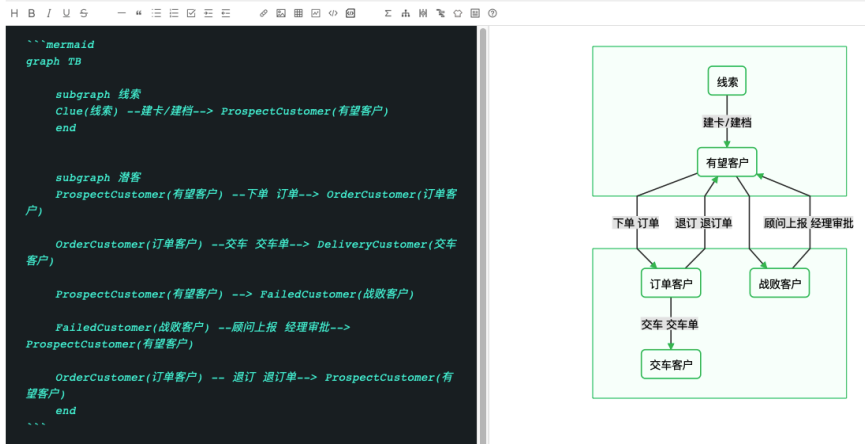 ```mermaid
graph TB
subgraph 线索
Clue(线索) --建卡/建档--> ProspectCustomer(有望客户)
end
subgraph 潜客
ProspectCustomer(有望客户) --下单 订单--> OrderCustomer(订单客
户)
OrderCustomer(订单客户) --交车 交车单--> DeliveryCustomer(交车
客户)
ProspectCustomer(有望客户) --> FailedCustomer(战败客户)
FailedCustomer(战败客户) --顾问上报 经理审批-->
ProspectCustomer(有望客户)
OrderCustomer(订单客户) -- 退订 退订单--> ProspectCustomer(有
望客户)
end
```
线索
建卡/建档
有望客户
下单 订单
退订 退订单
顾问上报 经理审批
订单客户
战败客户
交车 交车单
交车客户